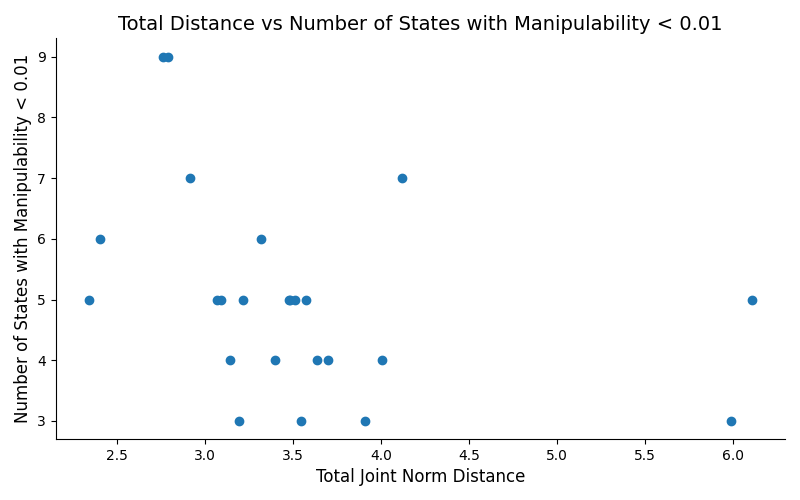 Total Distance vs Number of States with Manipulability < 0.01
Number of States with Manipulability < 0.01
9
8
7
6
5
4
3
2.5 3.0 3.5 4.0 4.5 5.0 5.5 6.0
Total Joint Norm Distance